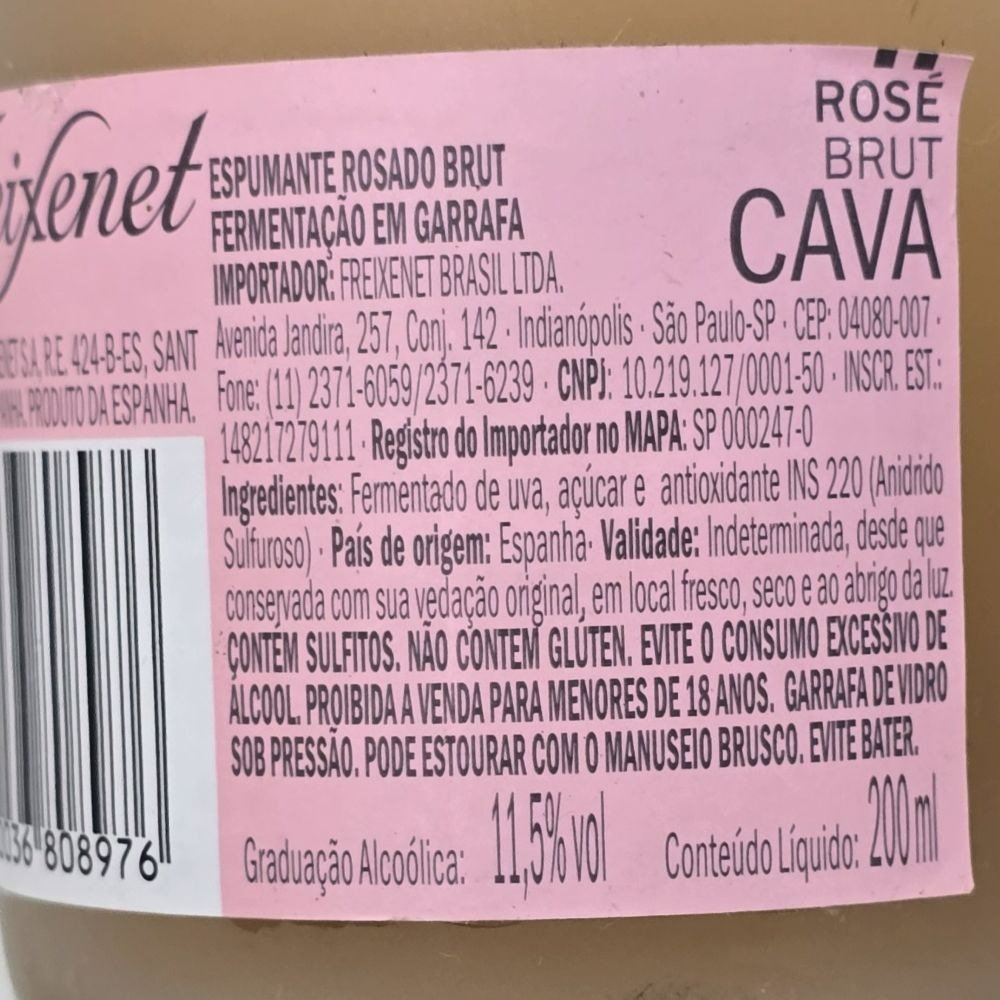 ROSÉ
BRUT
CAVA
ESPUMANTE ROSADO BRUT
FERMENTAÇÃO EM GARRAFA
IMPORTADOR: FREIXENET BRASIL LTDA.
Avenida Jandira, 257, Conj. 142 · Indianópolis · São Paulo-SP · CEP: 04080-007 ·
Fone: (11) 2371-6059/2371-6239 · CNPJ: 10.219.127/0001-50 · INSCR. EST.:
148217279111 · Registro do Importador no MAPA: SP 000247-0
Ingredientes: Fermentado de uva, açúcar e antioxidante INS 220 (Anidrido
Sulfuroso) · País de origem: Espanha · Validade: Indeterminada, desde que
conservada com sua vedação original, em local fresco, seco e ao abrigo da luz.
CONTÉM SULFITOS. NÃO CONTÉM GLÚTEN. EVITE O CONSUMO EXCESSIVO DE
ÁLCOOL. PROIBIDA A VENDA PARA MENORES DE 18 ANOS. GARRAFA DE VIDRO
SOB PRESSÃO. PODE ESTOURAR COM O MANUSEIO BRUSCO. EVITE BATER.
Graduação Alcoólica: 11,5% vol Conteúdo Líquido: 200 ml
eixenet
S.A, R.E. 424-B-ES, SANT
PRODUTO DA ESPANHA.
036 808976